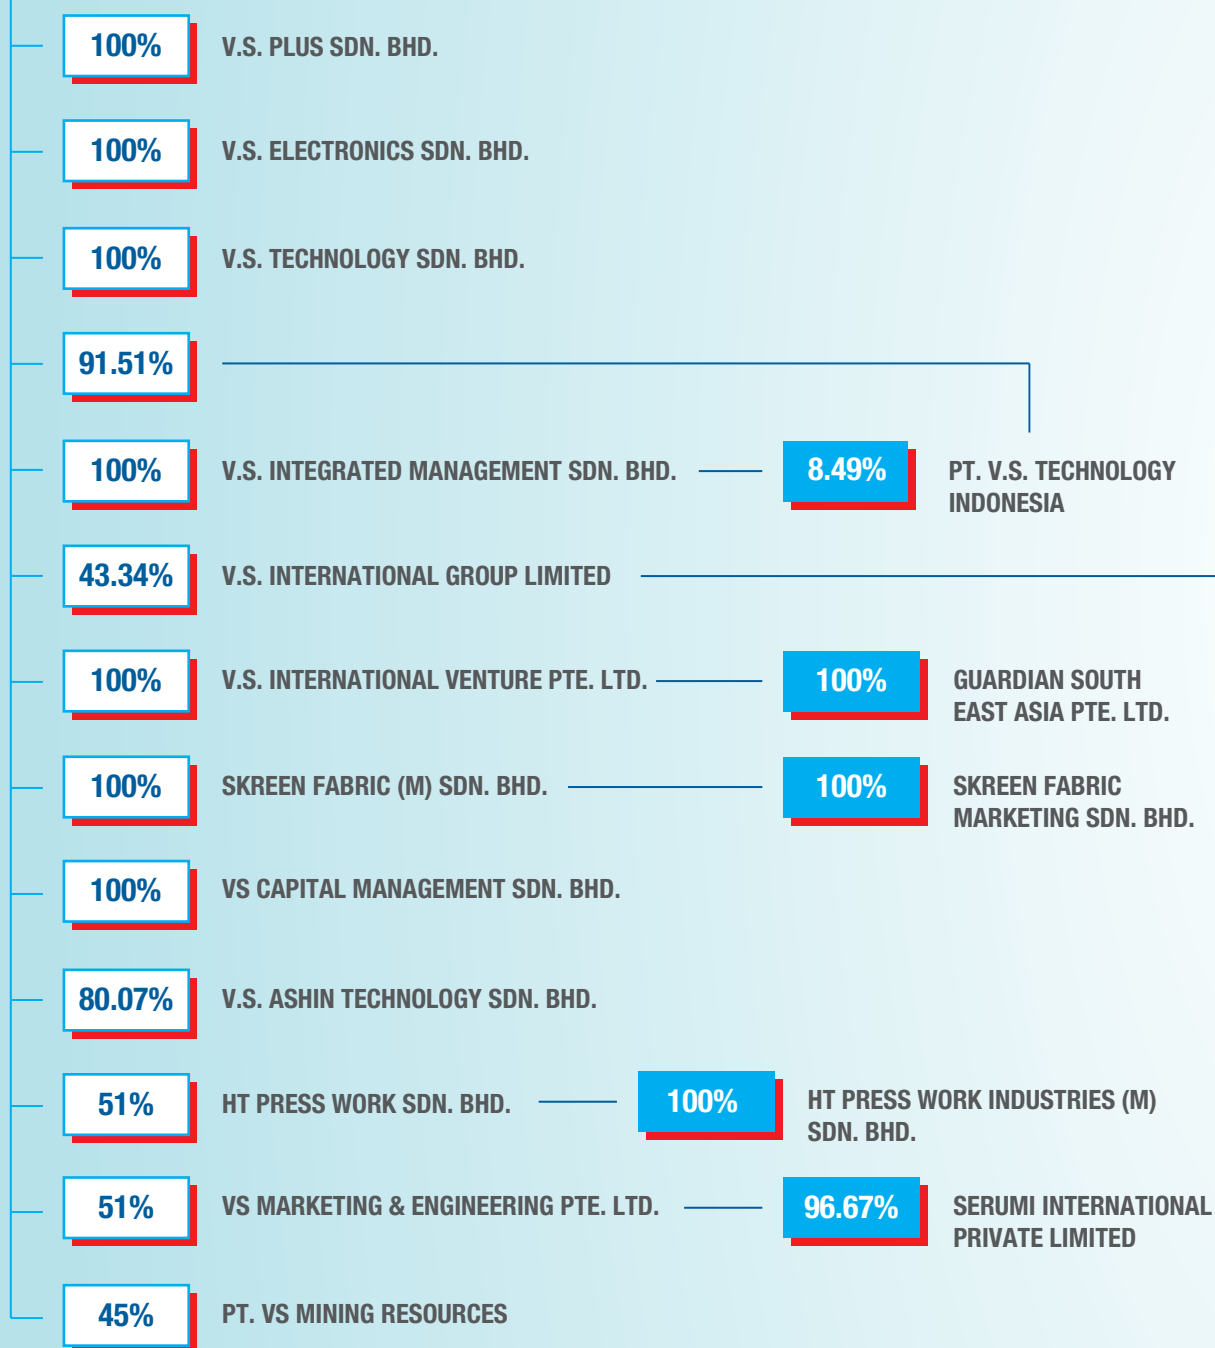 100% V.S. PLUS SDN. BHD.
100% V.S. ELECTRONICS SDN. BHD.
100% V.S. TECHNOLOGY SDN. BHD.
91.51%
100% V.S. INTEGRATED MANAGEMENT SDN. BHD. 8.49% PT. V.S. TECHNOLOGY
INDONESIA
43.34% V.S. INTERNATIONAL GROUP LIMITED
100% V.S. INTERNATIONAL VENTURE PTE. LTD. 100% GUARDIAN SOUTH
EAST ASIA PTE. LTD.
100% SKREEN FABRIC (M) SDN. BHD. 100% SKREEN FABRIC
MARKETING SDN. BHD.
100% VS CAPITAL MANAGEMENT SDN. BHD.
80.07% V.S. ASHIN TECHNOLOGY SDN. BHD.
51% HT PRESS WORK SDN. BHD. 100% HT PRESS WORK INDUSTRIES (M)
SDN. BHD.
51% VS MARKETING & ENGINEERING PTE. LTD. 96.67% SERUMI INTERNATIONAL
PRIVATE LIMITED
45% PT. VS MINING RESOURCES